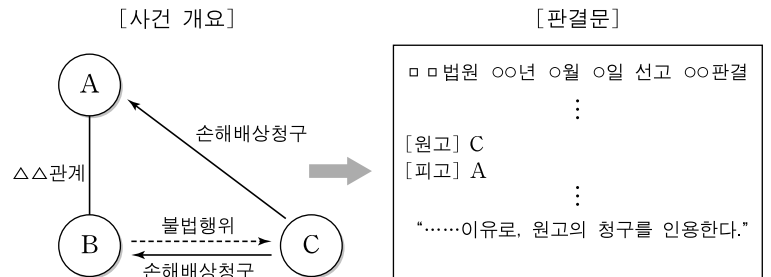 [사건 개요]
A
손해배상청구
△△관계
불법행위
B
C
손해배상청구
[판결문]
ㅁㅁ법원 ○○년 ○월 ○일 선고 ○○판결
⋮
[원고] C
[피고] A
⋮
“……이유로, 원고의 청구를 인용한다.”